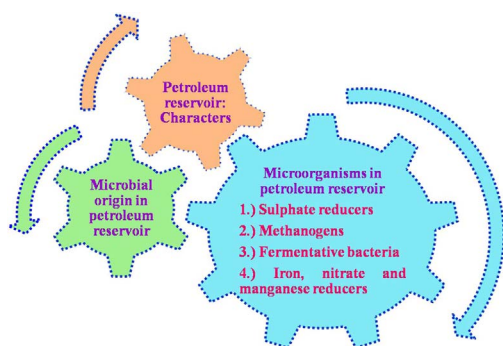 Petroleum
reservoir:
Characters
Microbial
origin in
petroleum
reservoir
Microorganisms in
petroleum reservoir
1.) Sulphate reducers
2.) Methanogens
3.) Fermentative bacteria
4.) Iron, nitrate and
manganese reducers